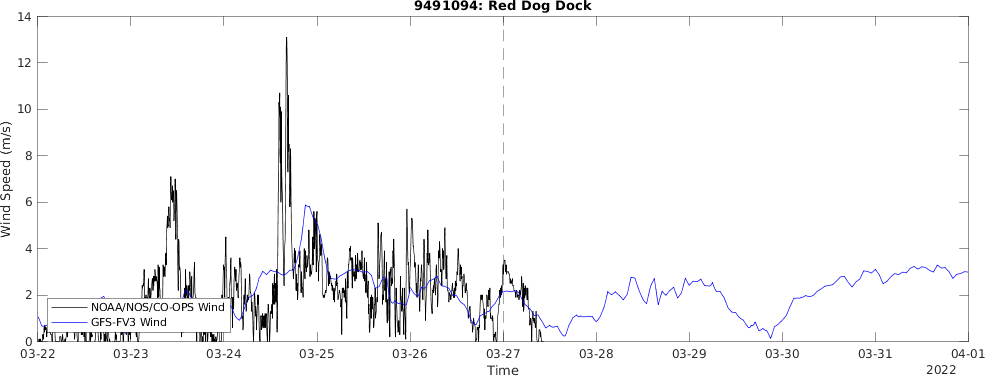 9491094: Red Dog Dock
14
12
10
8
6
4
2
0
Wind Speed (m/s)
NOAA/NOS/CO-OPS Wind
GFS-FV3 Wind
03-22 03-23 03-24 03-25 03-26 03-27 03-28 03-29 03-30 03-31 04-01
Time
2022